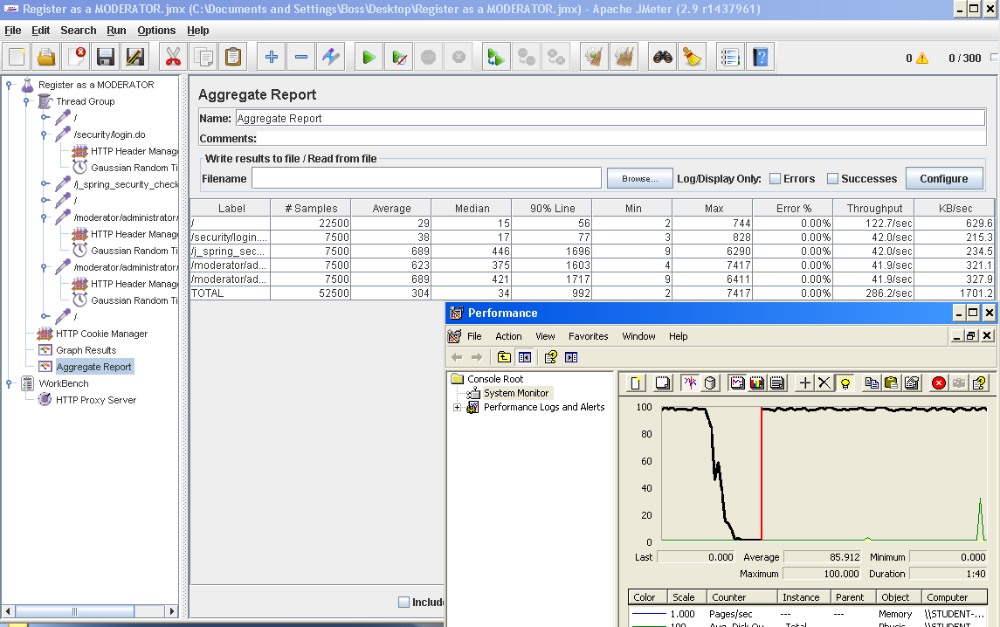 Register as a MODERATOR.jmx (C:\Documents and Settings\Boss\Desktop\Register as a MODERATOR.jmx) - Apache JMeter (2.9 r1437961)
File Edit Search Run Options Help
0 0 / 300
Register as a MODERATOR
Thread Group
/
/security/login.do
HTTP Header Manag
Gaussian Random Ti
/j_spring_security_check
/
/moderator/administrator/
HTTP Header Manag
Gaussian Random Ti
/moderator/administrator/
HTTP Header Manag
Gaussian Random Ti
/
HTTP Cookie Manager
Graph Results
Aggregate Report
WorkBench
HTTP Proxy Server
Aggregate Report
Name: Aggregate Report
Comments:
Write results to file / Read from file
Filename Browse... Log/Display Only: Errors Successes Configure
Label # Samples Average Median 90% Line Min Max Error % Throughput KB/sec
/ 22500 29 15 56 2 744 0.00% 122.7/sec 629.6
/security/login.... 7500 38 17 77 3 828 0.00% 42.0/sec 215.3
/j_spring_sec... 7500 689 446 1696 9 6290 0.00% 42.0/sec 234.5
/moderator/ad... 7500 623 375 1603 4 7417 0.00% 41.9/sec 321.1
/moderator/ad... 7500 689 421 1717 9 6411 0.00% 41.9/sec 327.9
TOTAL 52500 304 34 992 2 7417 0.00% 286.2/sec 1701.2
Includ
Performance
File Action View Favorites Window Help
Console Root
System Monitor
Performance Logs and Alerts
100
80
60
40
20
0
Last 0.000 Average 85.912 Minimum 0.000
Maximum 100.000 Duration 1:40
Color Scale Counter Instance Parent Object Computer
1.000 Pages/sec --- --- Memory \\STUDENT-...